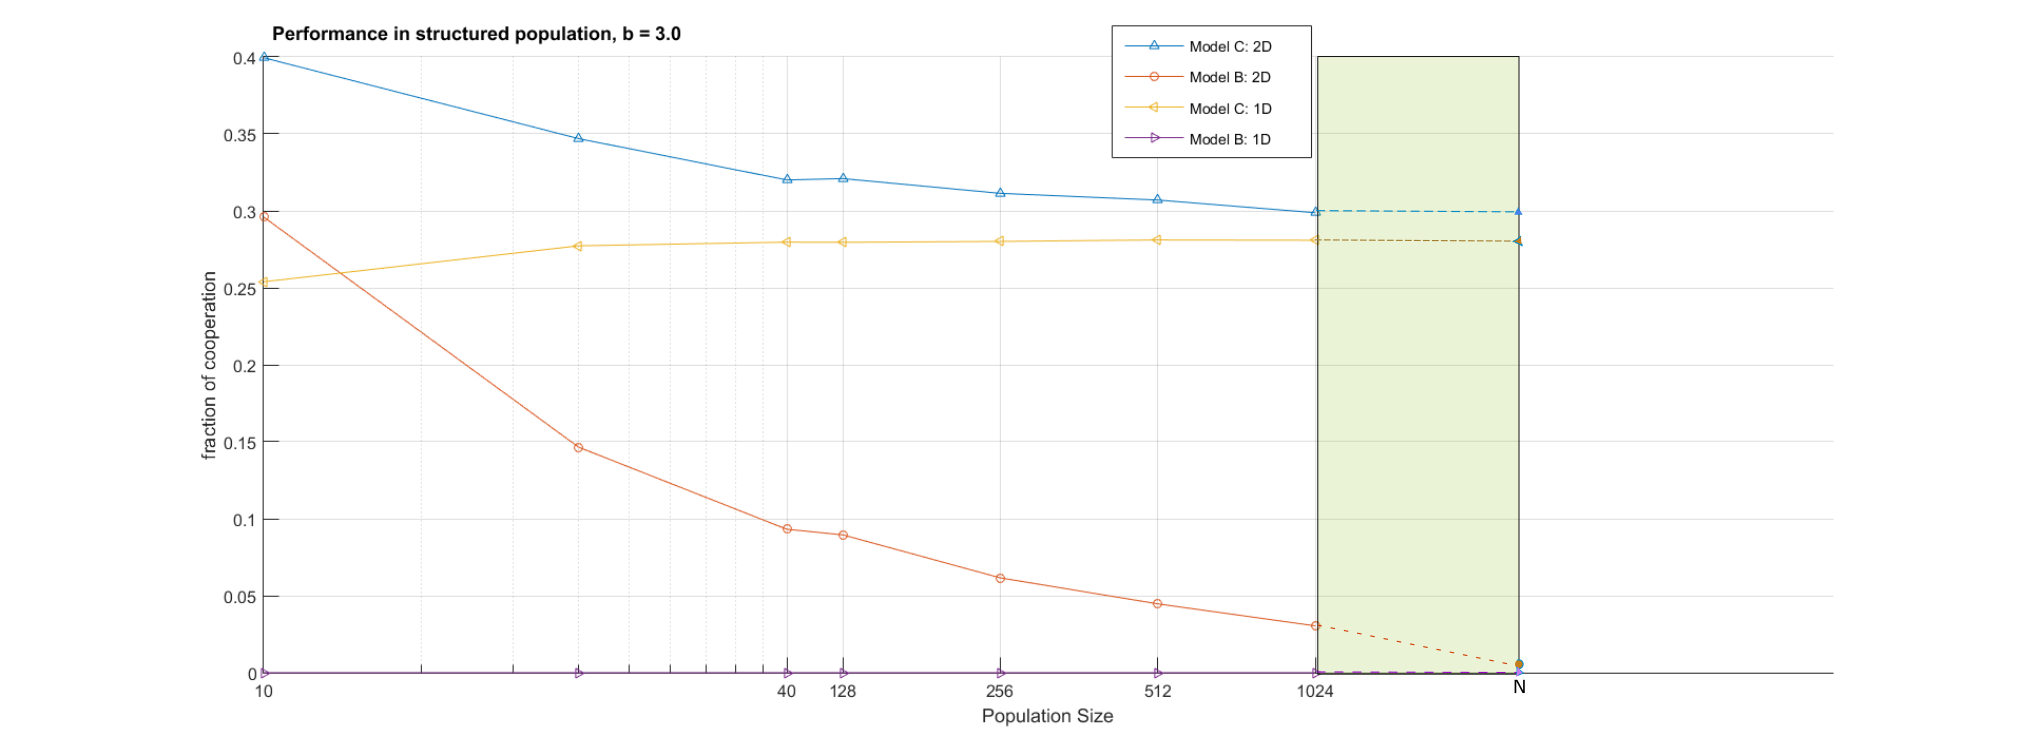 Performance in structured population, b = 3.0
Model C: 2D
Model B: 2D
Model C: 1D
Model B: 1D
0.4
0.35
0.3
0.25
0.2
0.15
0.1
0.05
0
fraction of cooperation
10 40 128 256 512 1024 N
Population Size